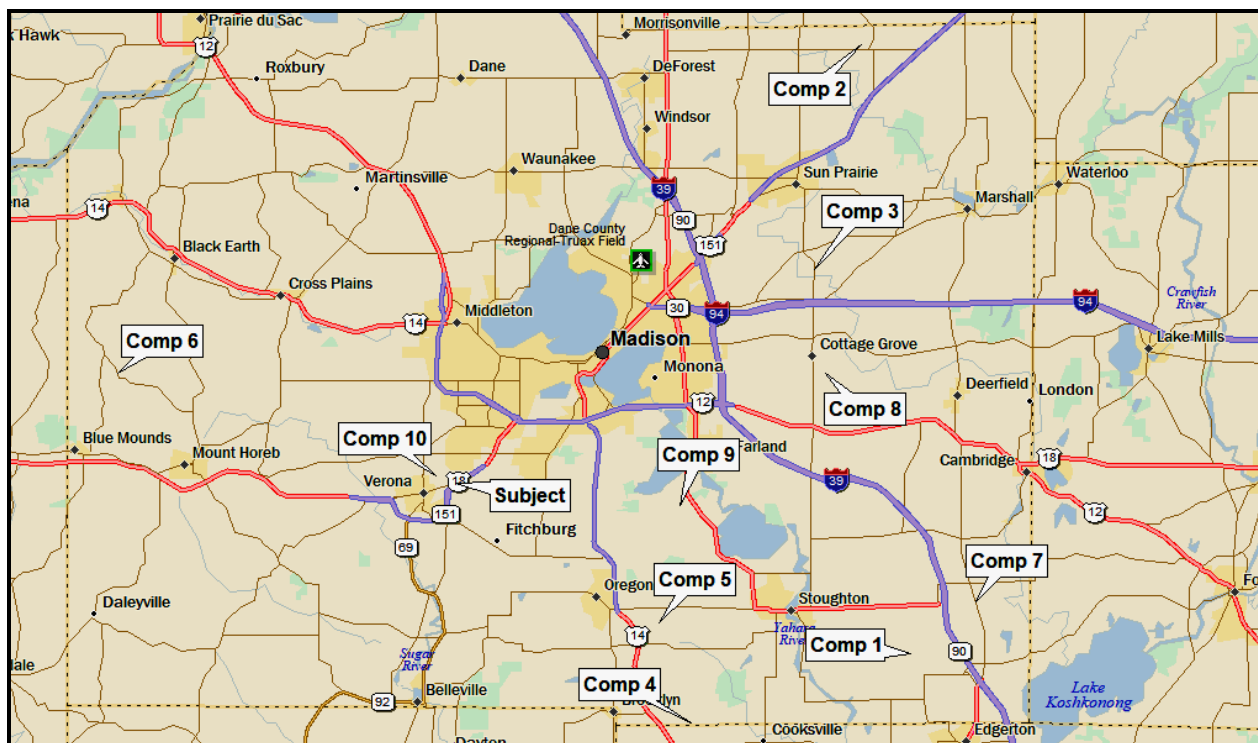 Prairie du Sac
Hawk
12
Roxbury
Dane
Morrisonville
DeForest
Windsor
Comp 2
Waunakee
Martinsville
39
Sun Prairie
Waterloo
Marshall
14
90
Comp 3
151
Dane County
Regional-Truax Field
Black Earth
Cross Plains
Crawfish
River
94
30
94
14
Middleton
Madison
Lake Mills
Comp 6
Cottage Grove
Monona
Deerfield
London
12
Comp 8
Blue Mounds
Comp 10
Mount Horeb
Comp 9
Farland
Cambridge
18
18
Verona
Subject
39
151
12
Fitchburg
69
Comp 7
Comp 5
Oregon
Daleyville
Stoughton
Yahara
River
14
Comp 1
90
Sugar
River
Comp 4
Lake
Koshkonong
92
Belleville
Cooksville
Edgerton
Dayton